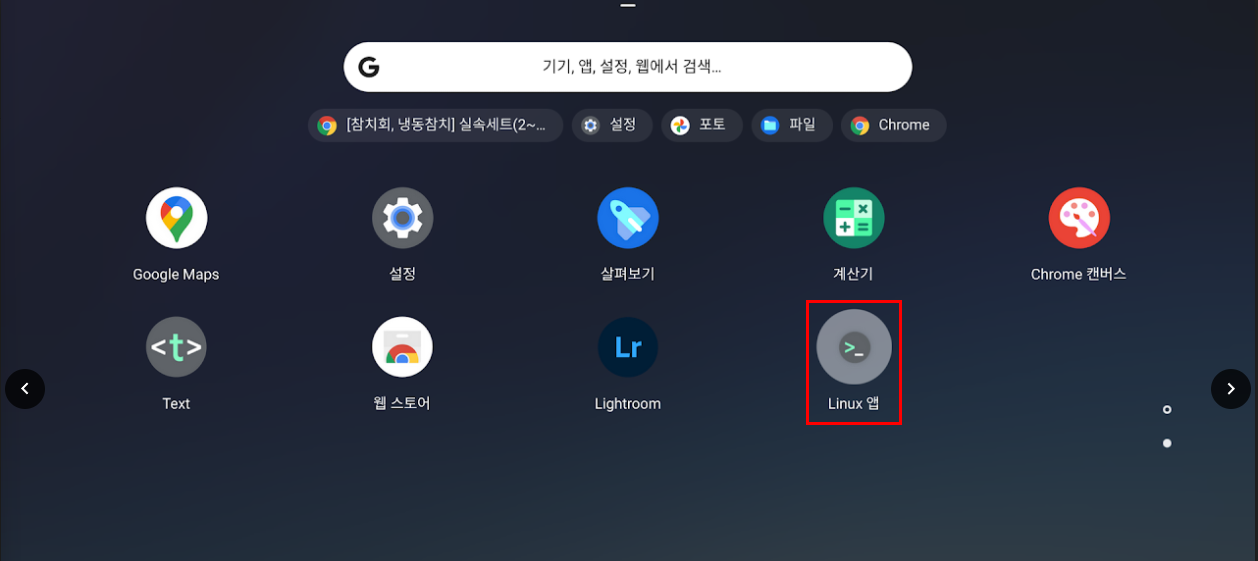 기기, 앱, 설정, 웹에서 검색...
[참치회, 냉동참치] 실속세트(2~...
설정
포토
파일
Chrome
Google Maps
설정
살펴보기
계산기
Chrome 캔버스
<t>
Lr
>_
Text
웹 스토어
Lightroom
Linux 앱